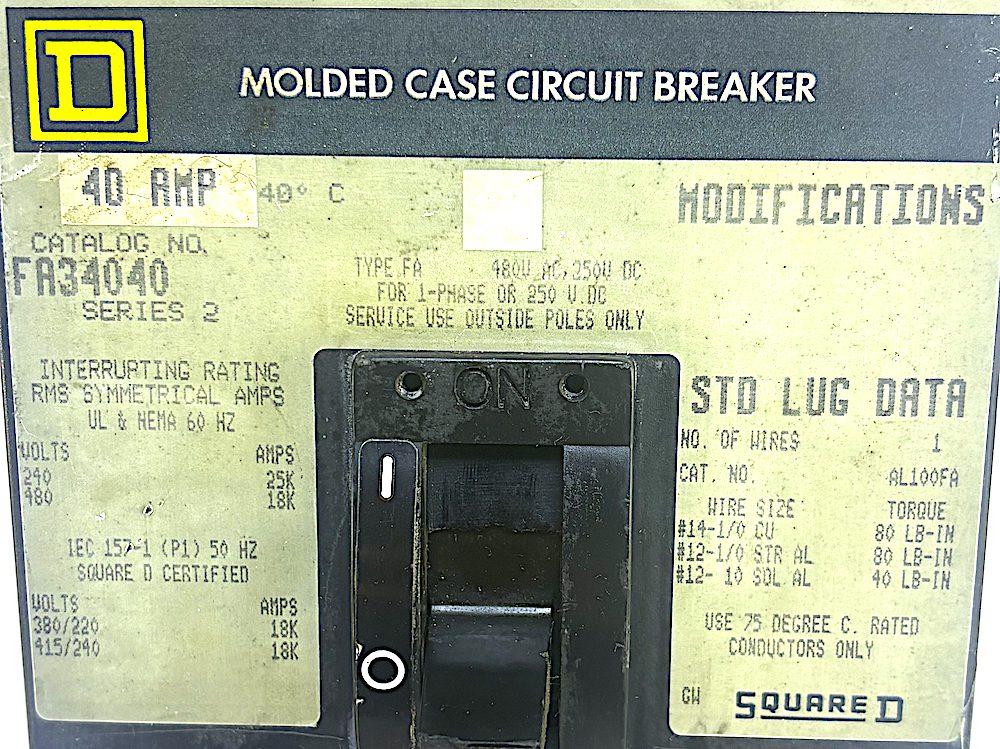 D
MOLDED CASE CIRCUIT BREAKER
40 AMP 40° C
CATALOG NO.
FA34040
SERIES 2
TYPE FA 480V AC, 250V DC
FOR 1-PHASE OR 250 V.DC
SERVICE USE OUTSIDE POLES ONLY
MODIFICATIONS
INTERRUPTING RATING
RMS SYMMETRICAL AMPS
UL & NEMA 60 HZ
VOLTS AMPS
240 25K
480 18K
IEC 157-1 (P1) 50 HZ
SQUARE D CERTIFIED
VOLTS AMPS
380/220 18K
415/240 18K
ON
I
O
STD LUG DATA
NO. OF WIRES 1
CAT. NO. AL100FA
WIRE SIZE TORQUE
#14-1/0 CU 80 LB-IN
#12-1/0 STR AL 80 LB-IN
#12- 10 SOL AL 40 LB-IN
USE 75 DEGREE C. RATED
CONDUCTORS ONLY
GW SQUARE D